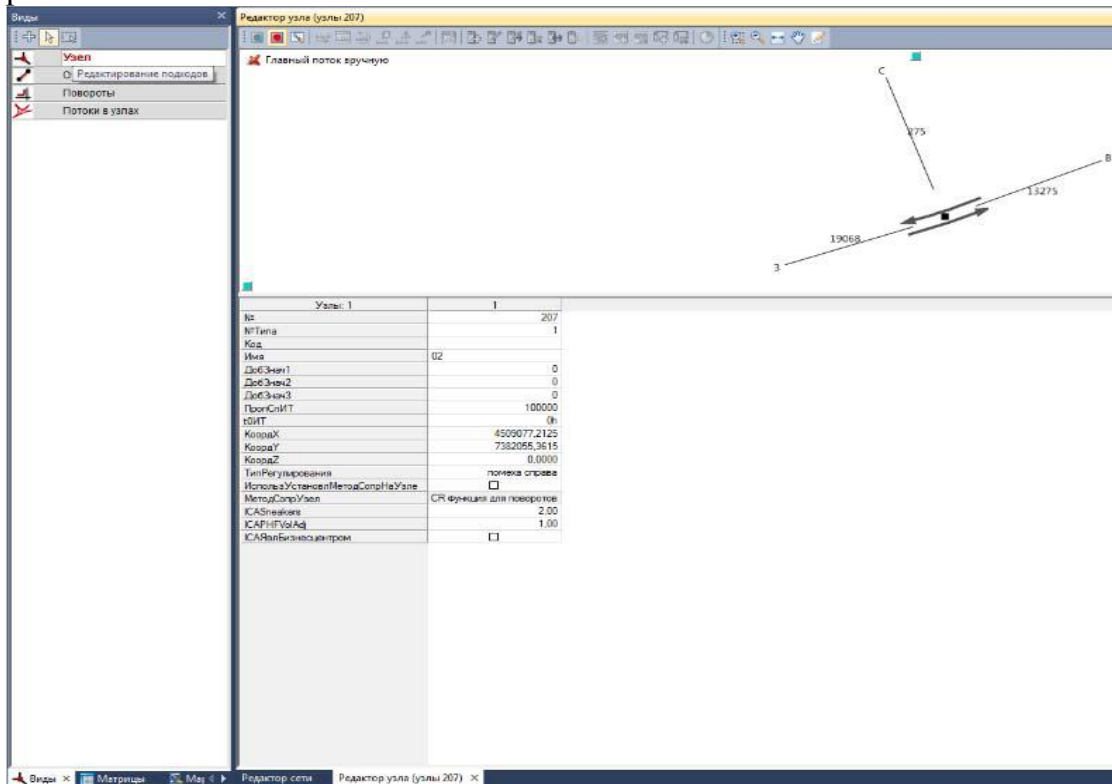 Виды
Узел
О
Редактирование подходов
Повороты
Потоки в узлах
Редактор узла (узлы 207)
Главный поток вручную
С
275
В
13275
19068
З
Узлы: 1 1
№ 207
№Типа 1
Код
Имя 02
ДобЗнач1 0
ДобЗнач2 0
ДобЗнач3 0
ПропСпИТ 100000
t0ИТ 0h
КоордX 4509077,2125
КоордY 7382055,3615
КоордZ 0,0000
ТипРегулирования помеха справа
ИспользУстановлМетодСопрНаУзле
МетодСопрУзел CR функция для поворотов
ICASneakers 2,00
ICAPHFVolAdj 1,00
ICAЯвлБизнесцентром
Виды Матрицы Мар Редактор сети Редактор узла (узлы 207)